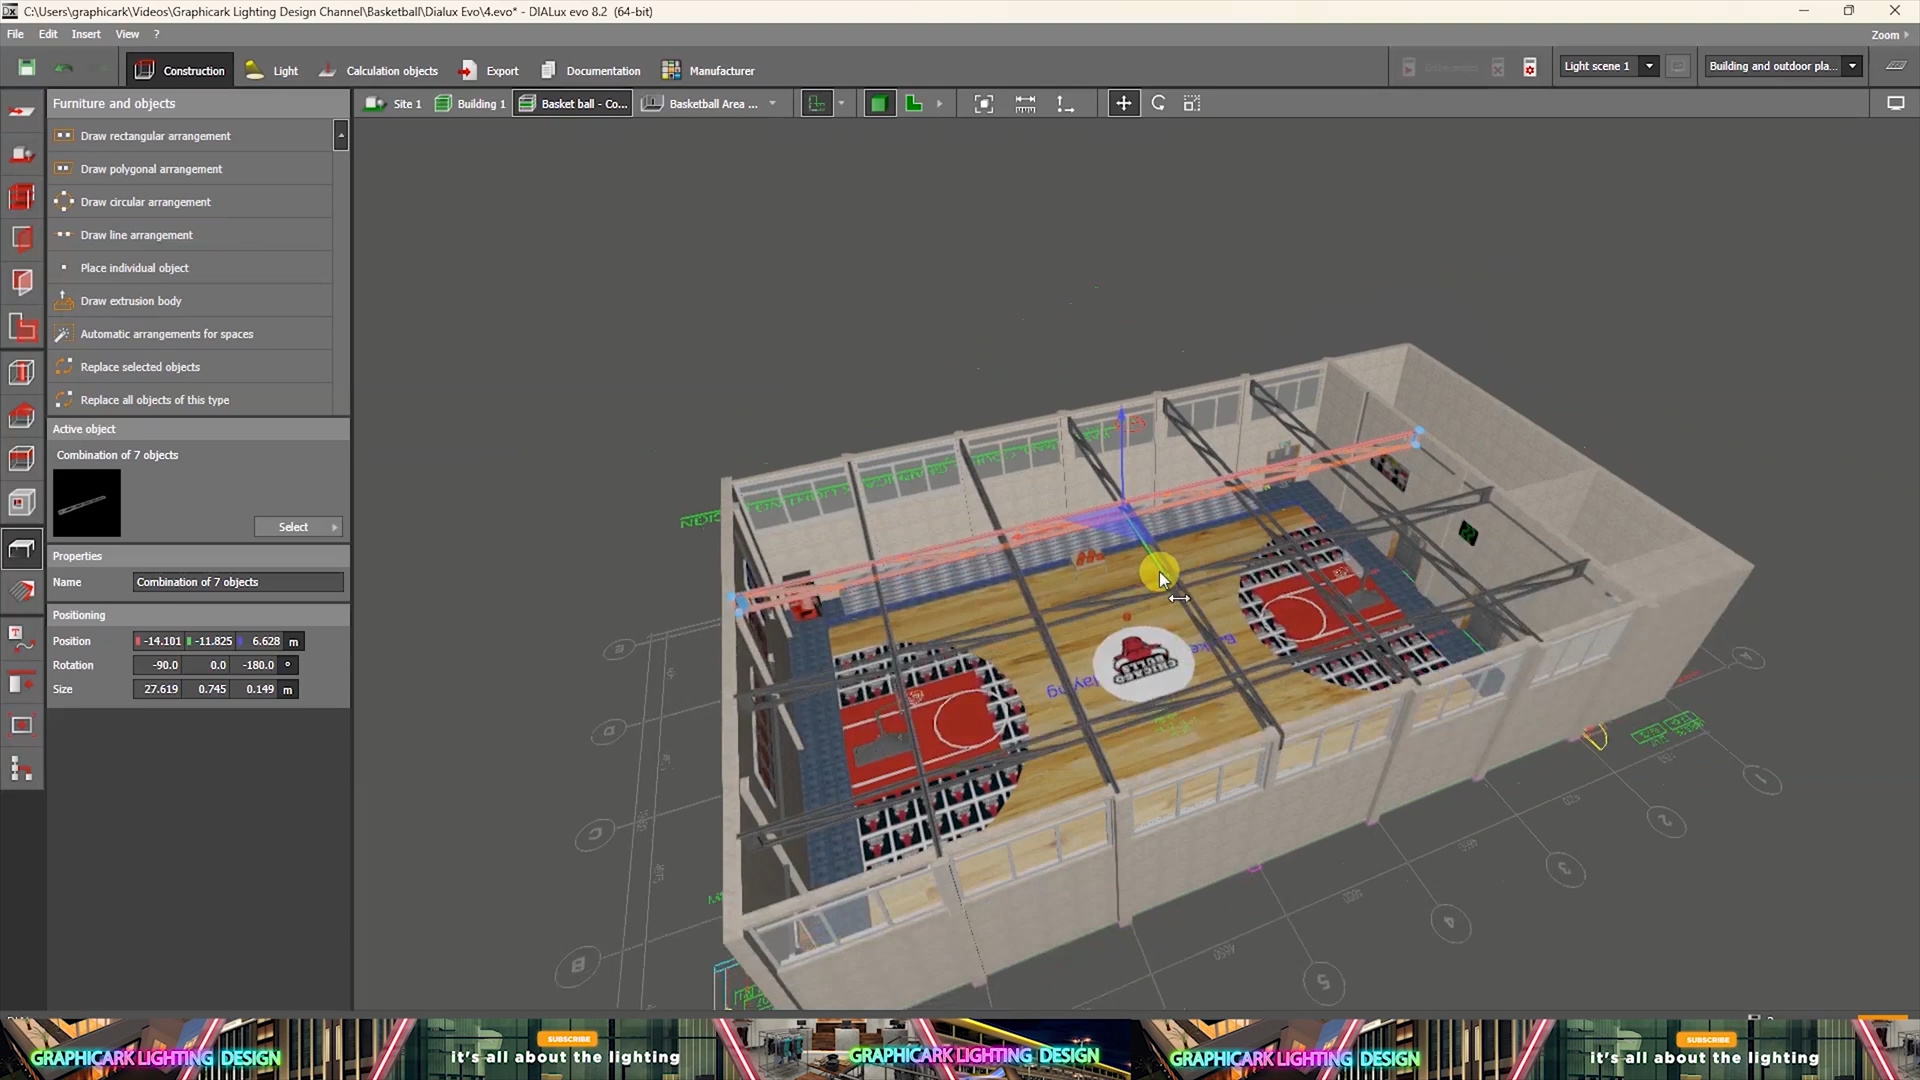 C:\Users\graphicark\Videos\Graphicark Lighting Design Channel\Basketball\Dialux Evo\4.evo* - DIALux evo 8.2 (64-bit)
File Edit Insert View ?
Zoom
Construction Light Calculation objects Export Documentation Manufacturer
Light scene 1 Building and outdoor pla...
Furniture and objects
Site 1 Building 1 Basket ball - Co... Basketball Area ...
Draw rectangular arrangement
Draw polygonal arrangement
Draw circular arrangement
Draw line arrangement
Place individual object
Draw extrusion body
Automatic arrangements for spaces
Replace selected objects
Replace all objects of this type
Active object
Combination of 7 objects
Select
Properties
Name Combination of 7 objects
Positioning
Position -14.101 -11.825 6.628 m
Rotation -90.0 0.0 -180.0 °
Size 27.619 0.745 0.149 m
CHICAGO
BULLS
D
C
B
1
2
3
4
5
SUBSCRIBE
GRAPHICARK LIGHTING DESIGN
it's all about the lighting
GRAPHICARK LIGHTING DESIGN
GRAPHICARK LIGHTING DESIGN
SUBSCRIBE
it's all about the lighting